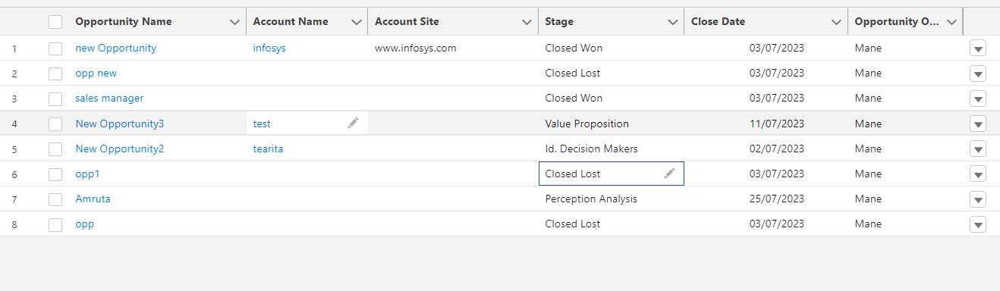 Opportunity Name Account Name Account Site Stage Close Date Opportunity O...
1 new Opportunity infosys www.infosys.com Closed Won 03/07/2023 Mane
2 opp new Closed Lost 03/07/2023 Mane
3 sales manager Closed Won 03/07/2023 Mane
4 New Opportunity3 test Value Proposition 11/07/2023 Mane
5 New Opportunity2 tearita Id. Decision Makers 02/07/2023 Mane
6 opp1 Closed Lost 03/07/2023 Mane
7 Amruta Perception Analysis 25/07/2023 Mane
8 opp Closed Lost 03/07/2023 Mane